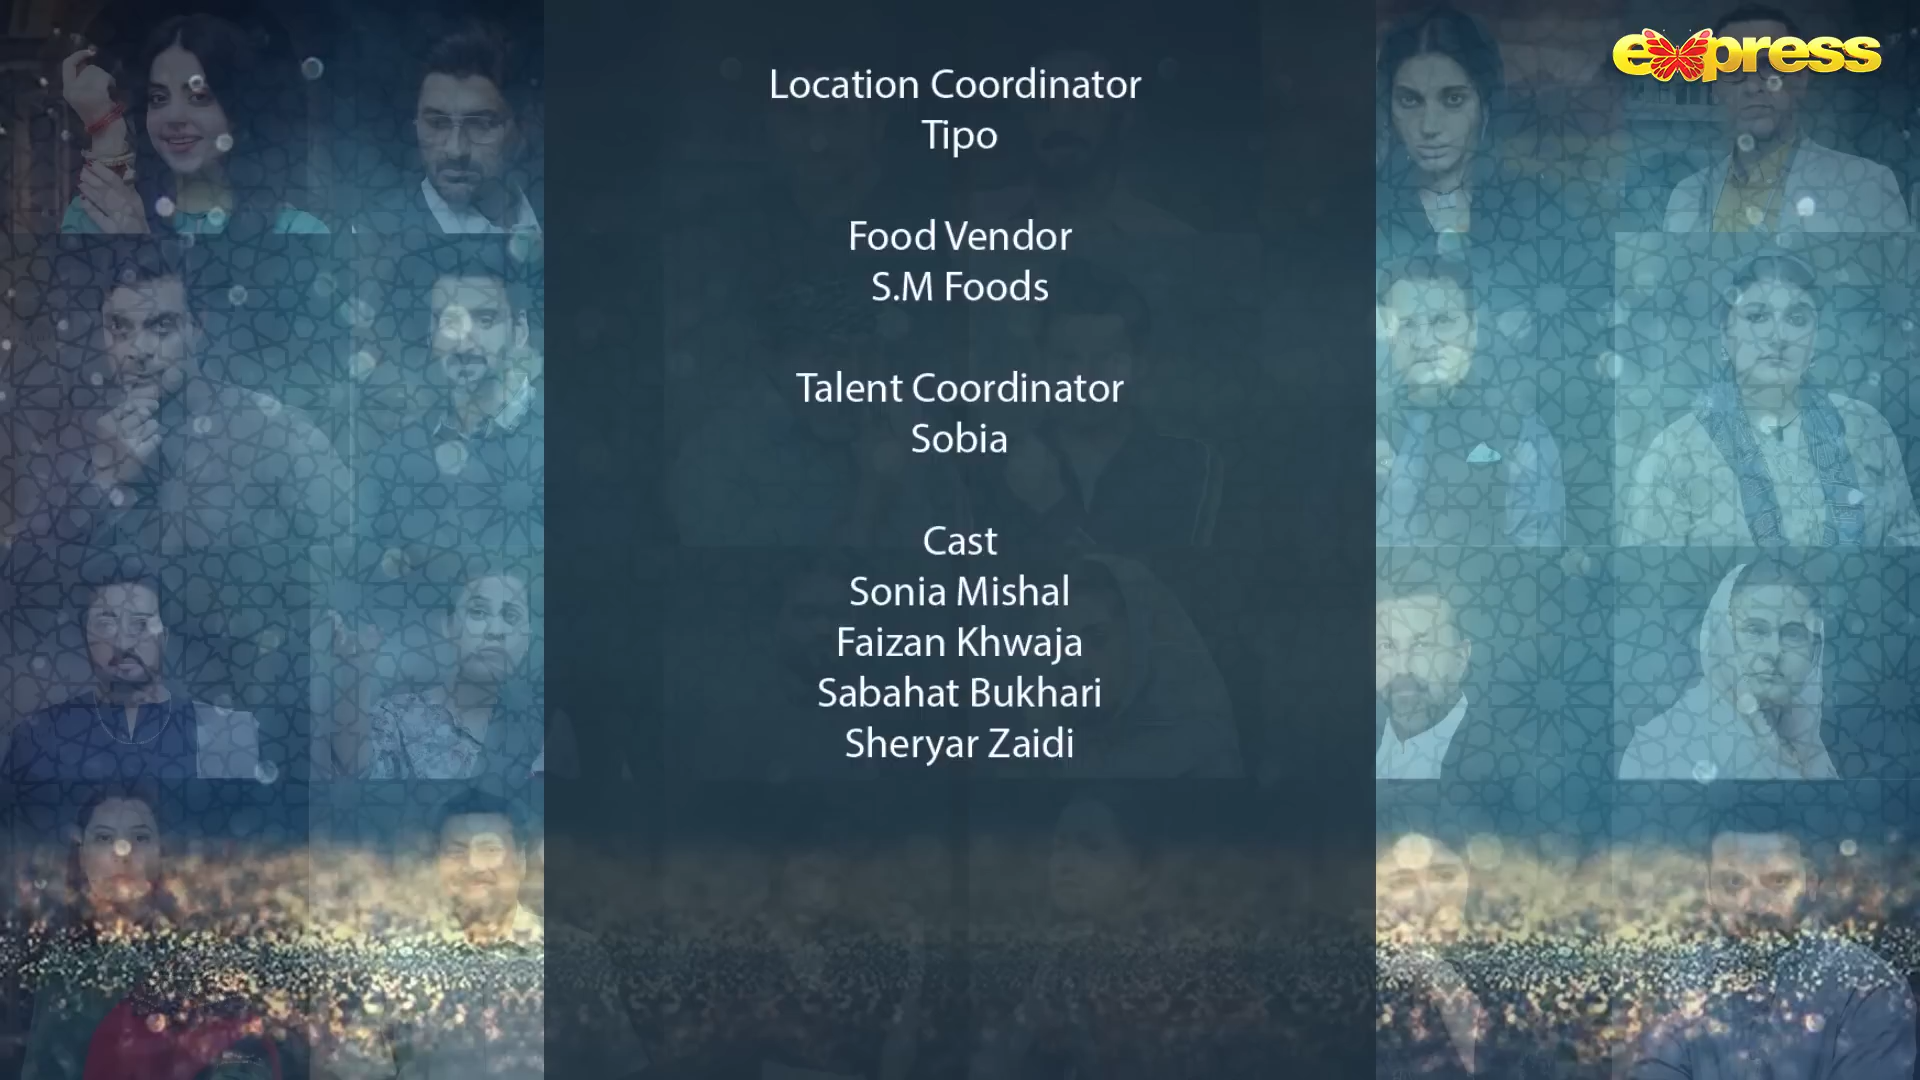 express
Location Coordinator
Tipo
Food Vendor
S.M Foods
Talent Coordinator
Sobia
Cast
Sonia Mishal
Faizan Khwaja
Sabahat Bukhari
Sheryar Zaidi